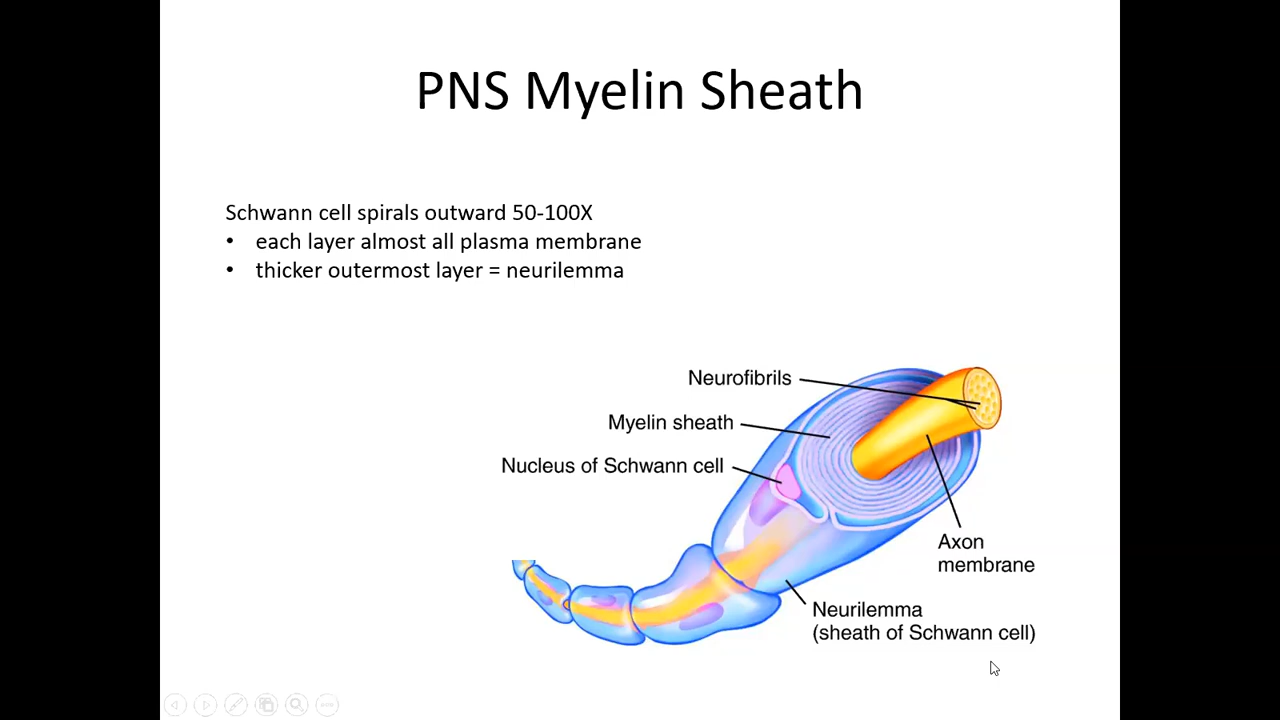 PNS Myelin Sheath
Schwann cell spirals outward 50-100X
• each layer almost all plasma membrane
• thicker outermost layer = neurilemma
Neurofibrils
Myelin sheath
Nucleus of Schwann cell
Axon
membrane
Neurilemma
(sheath of Schwann cell)